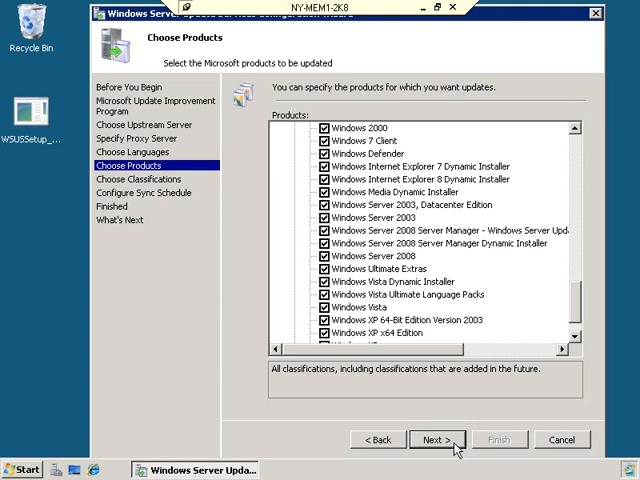 NY-MEM1-2K8
Recycle Bin
WSUSSetup_...
Choose Products
Select the Microsoft products to be updated
Before You Begin
Microsoft Update Improvement
Program
Choose Upstream Server
Specify Proxy Server
Choose Languages
Choose Products
Choose Classifications
Configure Sync Schedule
Finished
What's Next
You can specify the products for which you want updates.
Products:
Windows 2000
Windows 7 Client
Windows Defender
Windows Internet Explorer 7 Dynamic Installer
Windows Internet Explorer 8 Dynamic Installer
Windows Media Dynamic Installer
Windows Server 2003, Datacenter Edition
Windows Server 2003
Windows Server 2008 Server Manager - Windows Server Upda
Windows Server 2008 Server Manager Dynamic Installer
Windows Server 2008
Windows Ultimate Extras
Windows Vista Dynamic Installer
Windows Vista Ultimate Language Packs
Windows Vista
Windows XP 64-Bit Edition Version 2003
Windows XP x64 Edition
All classifications, including classifications that are added in the future.
< Back
Next >
Finish
Cancel
Start
Windows Server Upda...